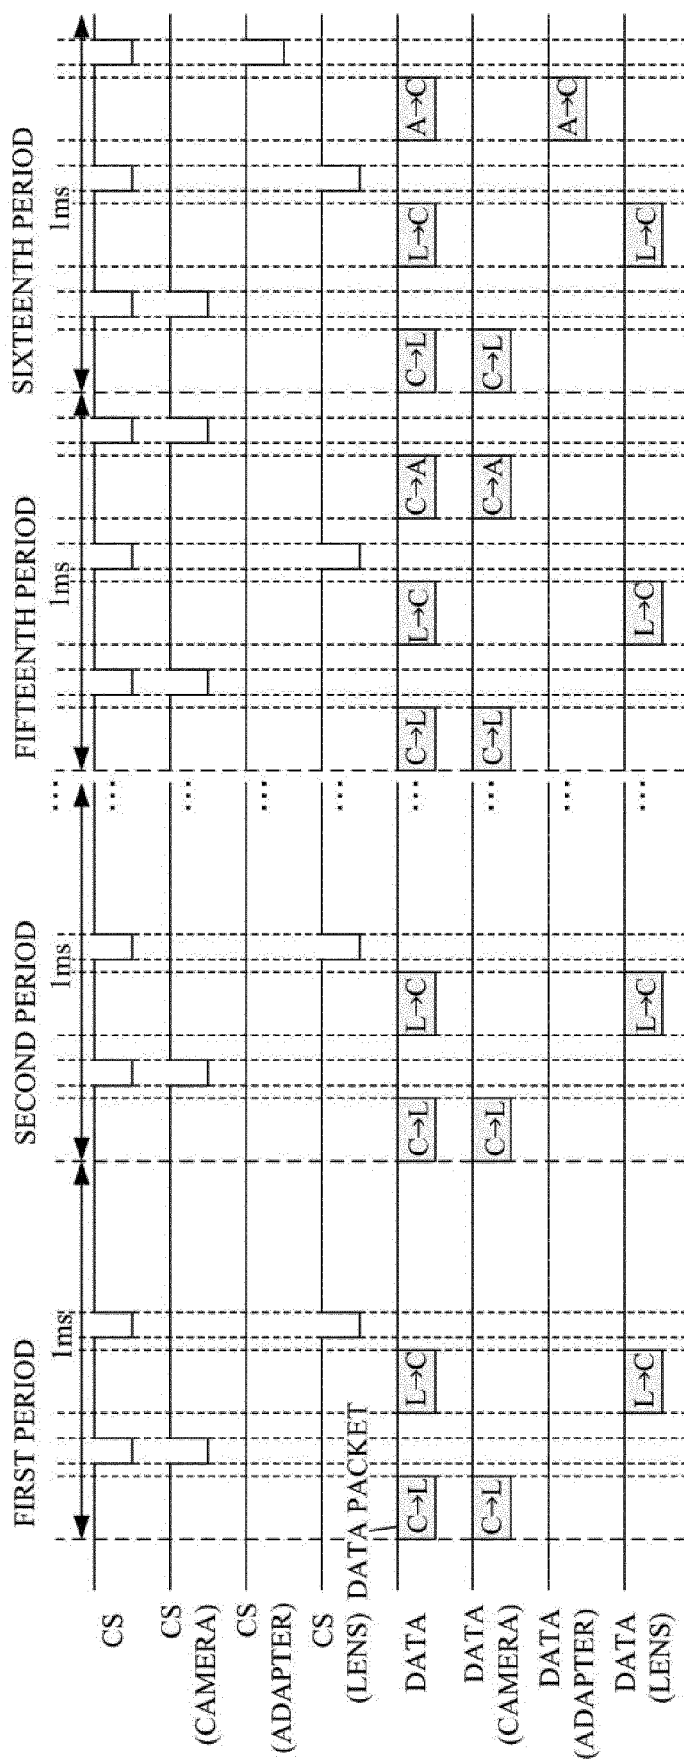 FIRST PERIOD
SECOND PERIOD
...
FIFTEENTH PERIOD
SIXTEENTH PERIOD
1ms
1ms
1ms
1ms
CS
...
CS
(CAMERA)
...
CS
(ADAPTER)
...
CS
(LENS)
...
DATA PACKET
DATA
C→L
L→C
C→L
L→C
...
C→L
L→C
C→A
C→L
L→C
A→C
DATA
(CAMERA)
C→L
C→L
...
C→L
C→A
C→L
DATA
(ADAPTER)
...
A→C
DATA
(LENS)
L→C
L→C
...
L→C
L→C